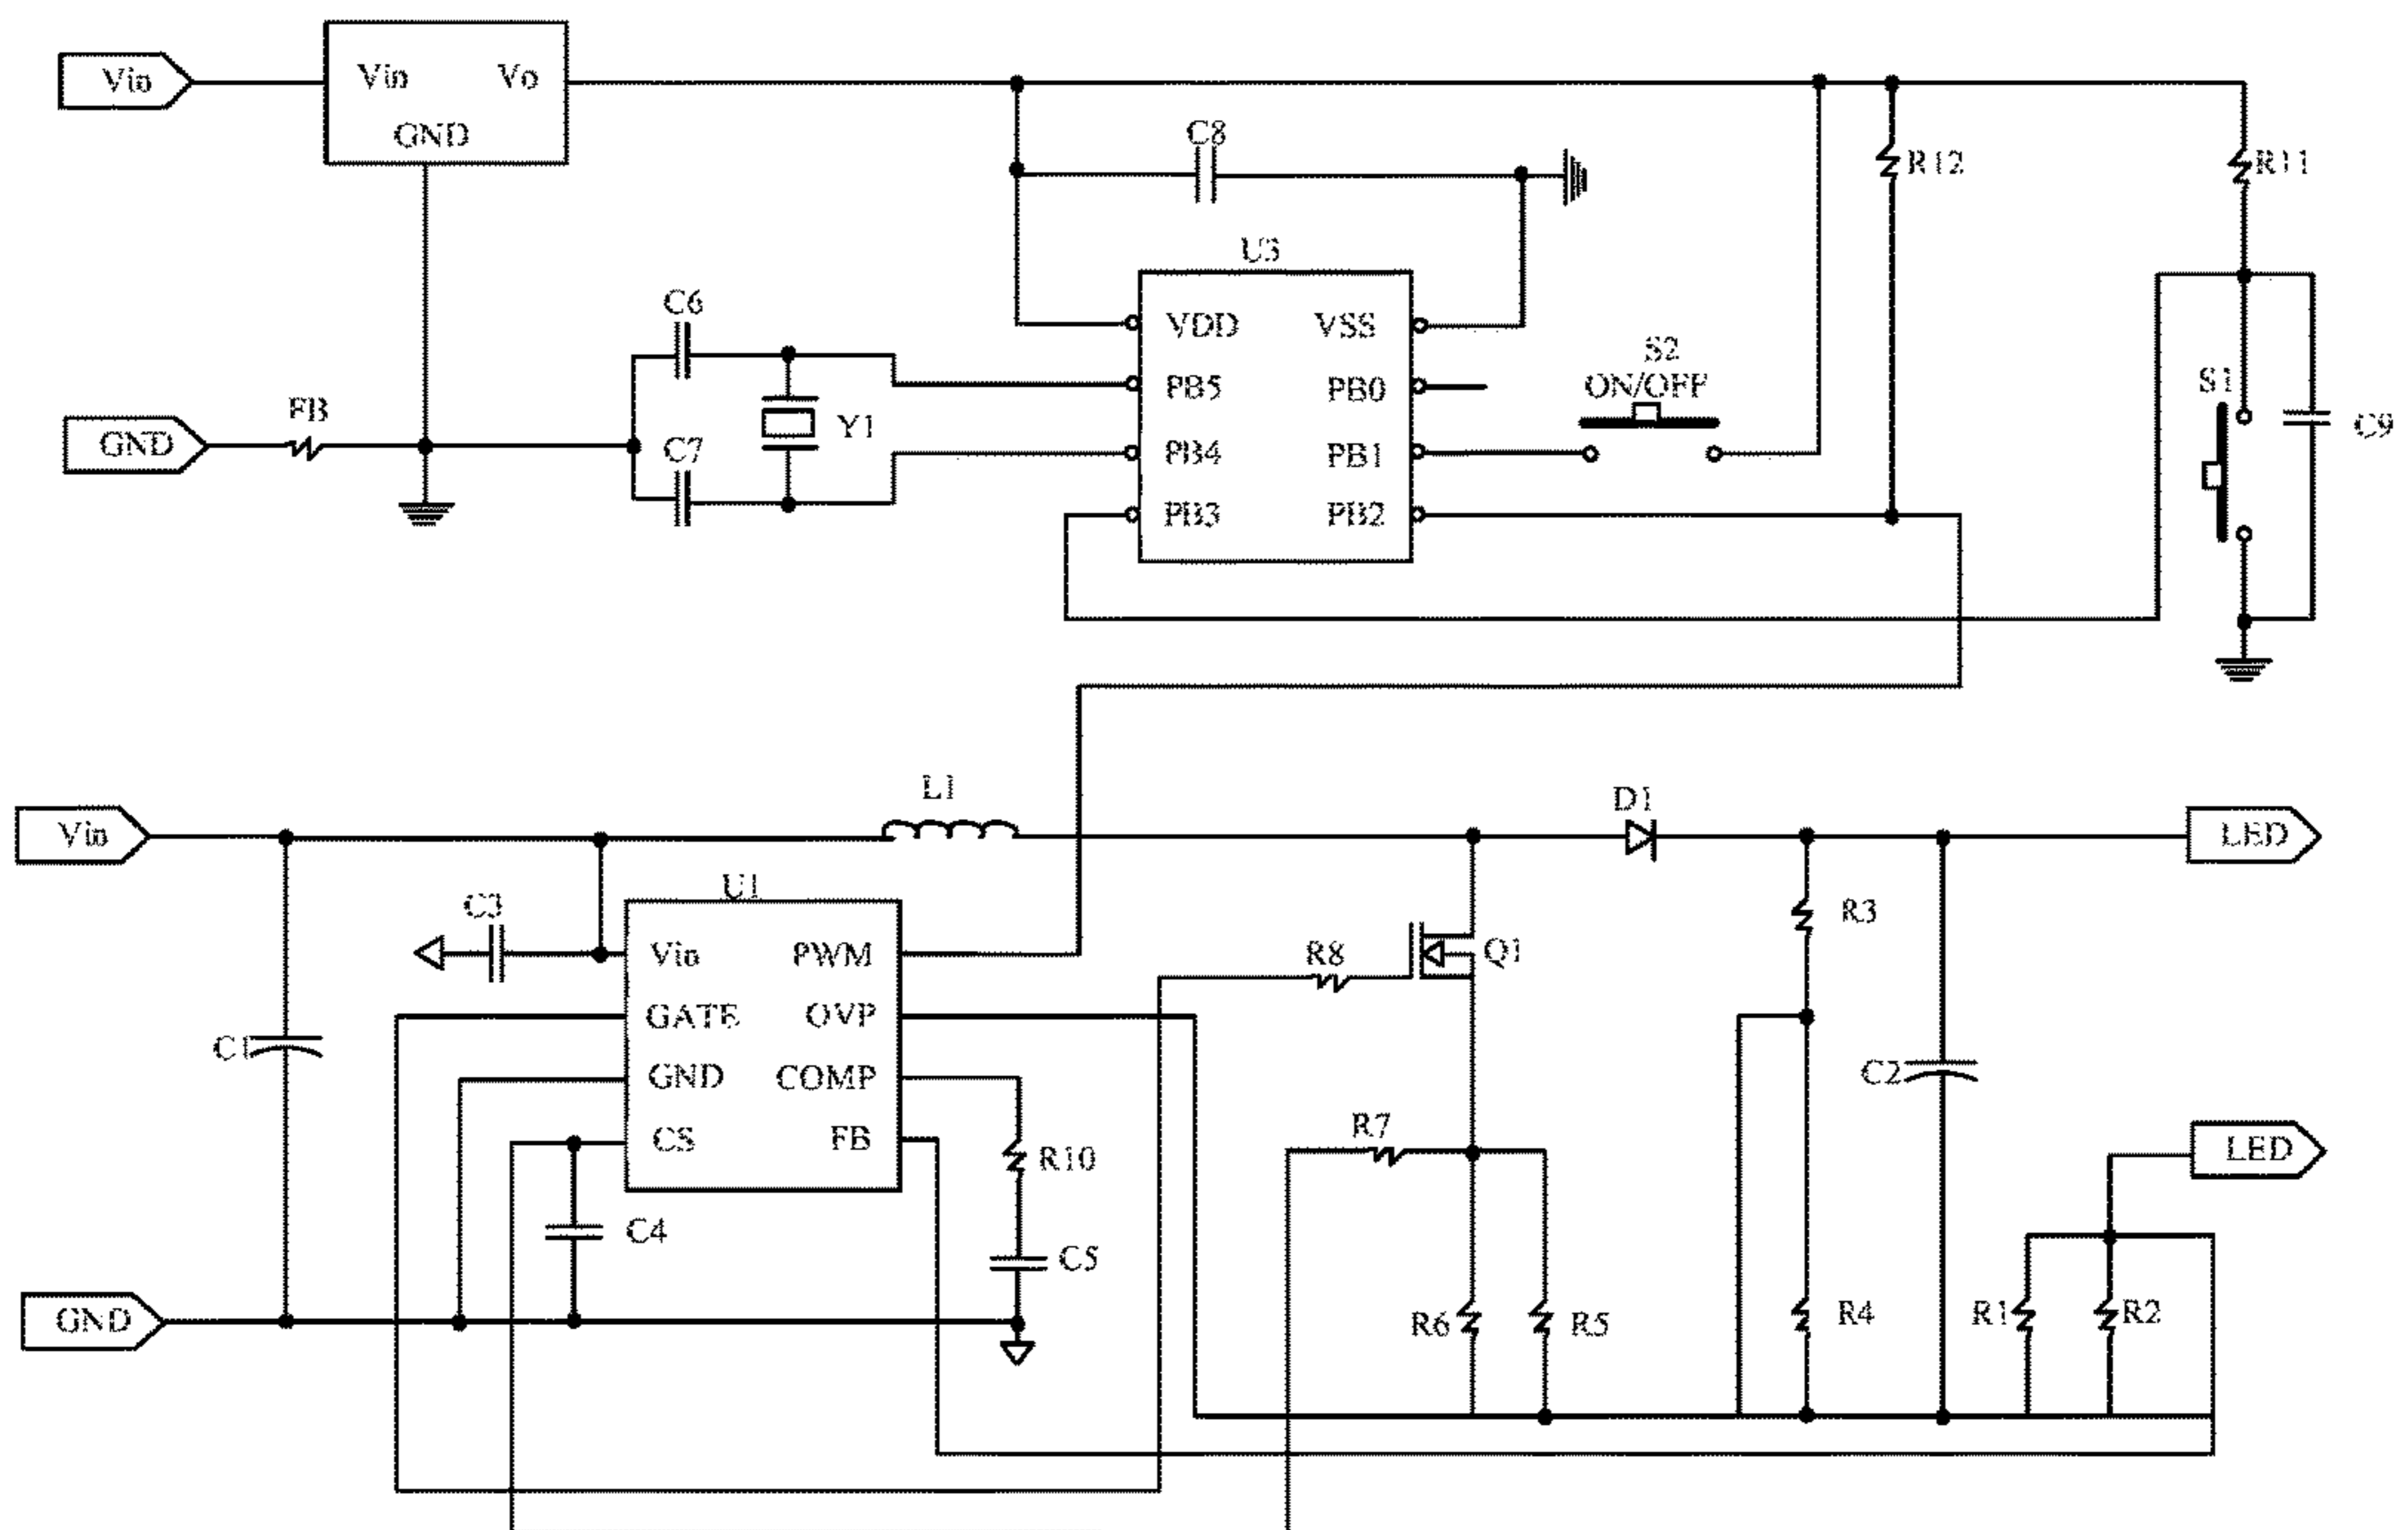 Vin
Vin
Vo
GND
C8
R12
R11
U3
C6
VDD
VSS
S2
ON/OFF
S1
PB5
PB0
FB
Y1
C9
GND
C7
PB4
PB1
PB3
PB2
L1
D1
Vin
LED
U1
C3
R3
Vin
PWM
R8
Q1
GATE
OVP
C1
GND
COMP
C2
R7
CS
FB
R10
LED
C4
C5
GND
R6
R5
R4
R1
R2